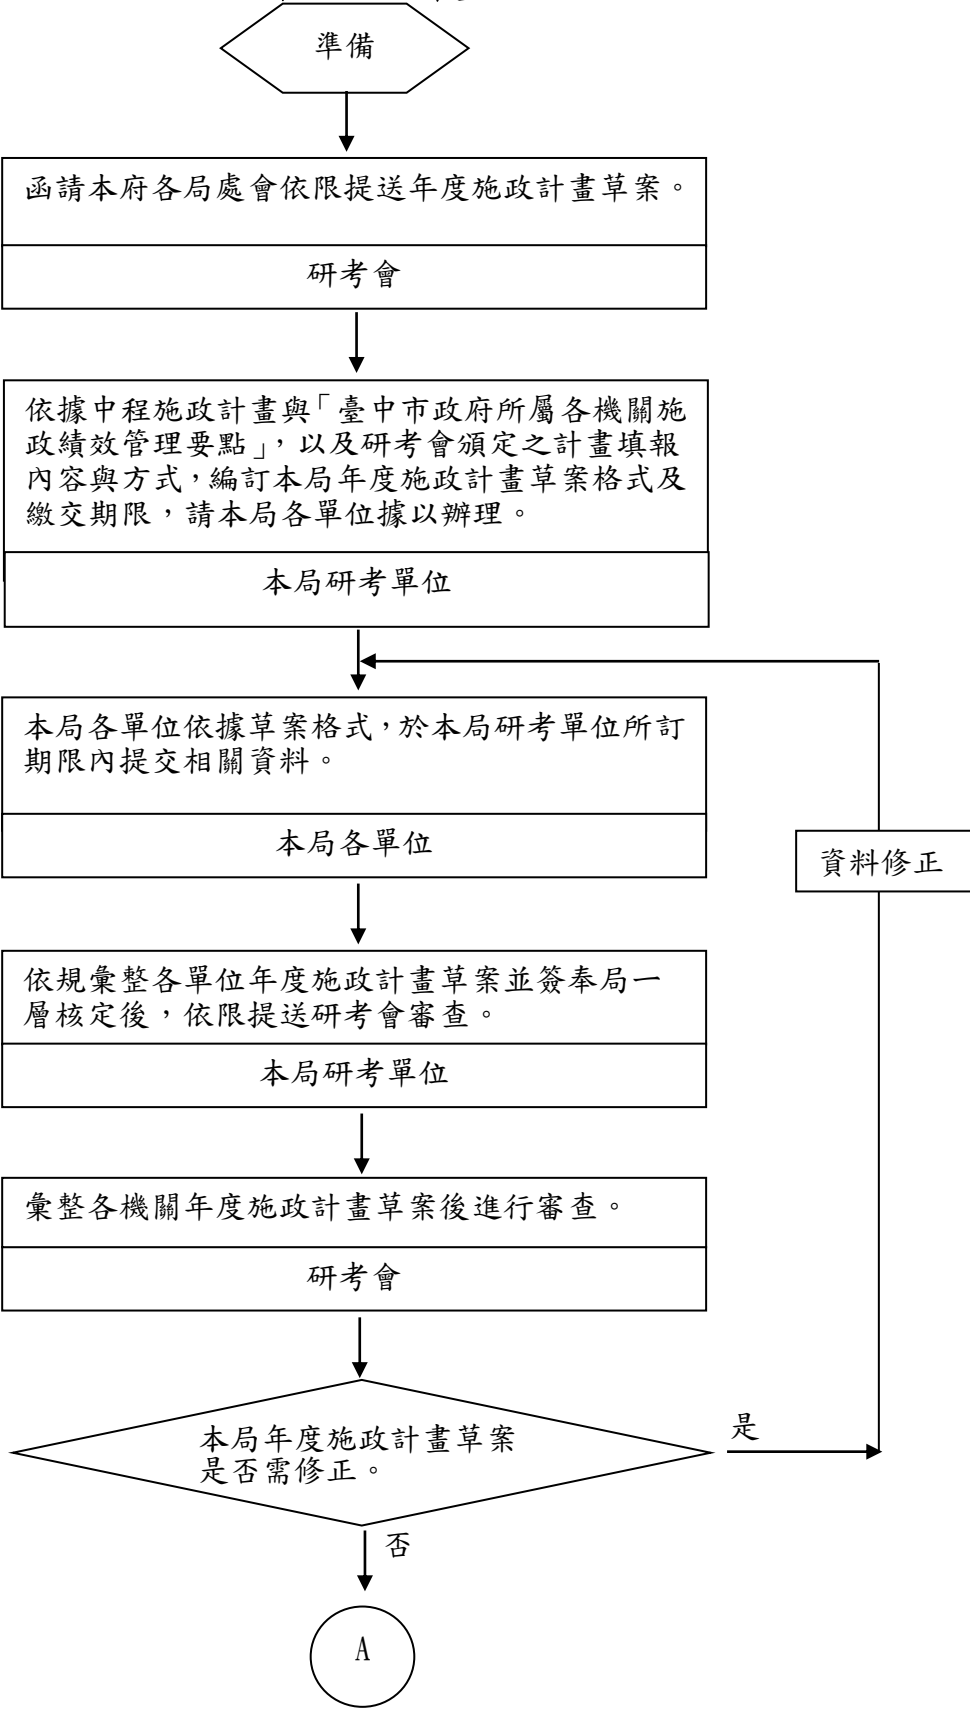 準備
函請本府各局處會依限提送年度施政計畫草案。
研考會
依據中程施政計畫與「臺中市政府所屬各機關施
政績效管理要點」，以及研考會頒定之計畫填報
內容與方式，編訂本局年度施政計畫草案格式及
繳交期限，請本局各單位據以辦理。
本局研考單位
本局各單位依據草案格式，於本局研考單位所訂
期限內提交相關資料。
本局各單位
資料修正
依規彙整各單位年度施政計畫草案並簽奉局一
層核定後，依限提送研考會審查。
本局研考單位
彙整各機關年度施政計畫草案後進行審查。
研考會
本局年度施政計畫草案
是否需修正。
是
否
A